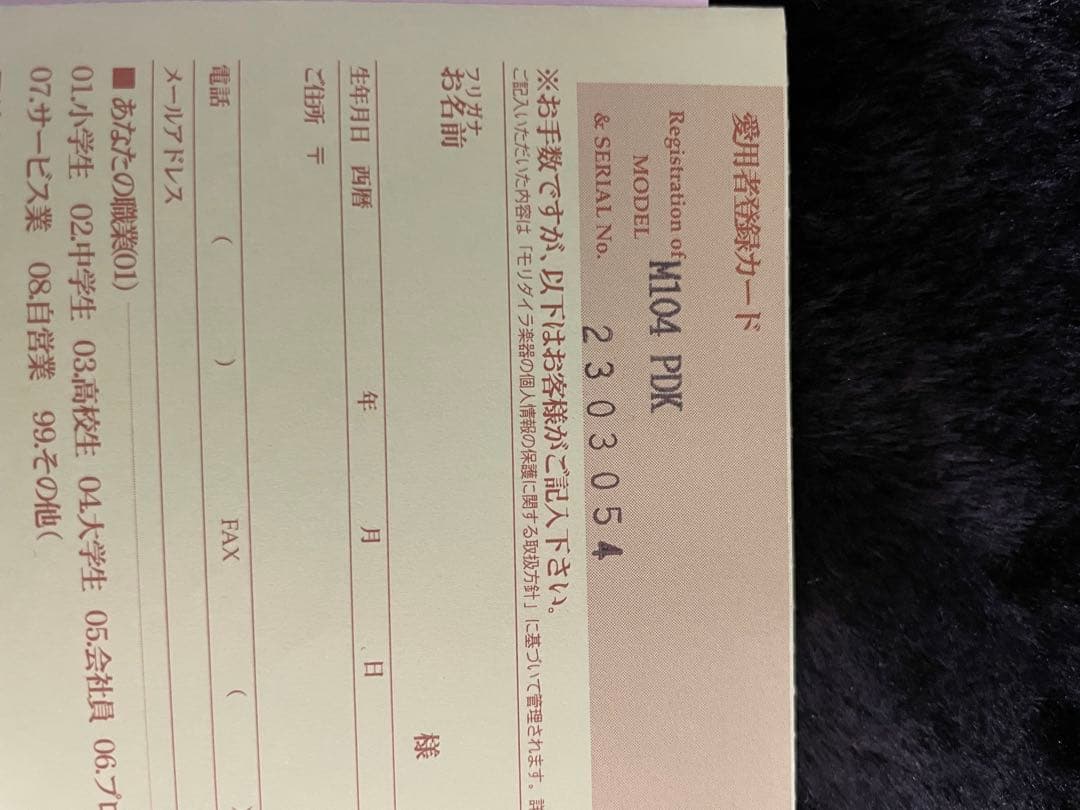 愛用者登録カード
Registration of
MODEL
& SERIAL No.
M104 PDK
2303054
※お手数ですが、以下はお客様がご記入下さい。
ご記入いただいた内容は「モリダイラ楽器の個人情報の保護に関する取扱方針」に基づいて管理されます。詳
フリガナ
お名前 様
生年月日 西暦 年 月 日
ご住所 〒
電話 ( ) FAX (
メールアドレス
■ あなたの職業(01)
01.小学生 02.中学生 03.高校生 04.大学生 05.会社員 06.プロ
07.サービス業 08.自営業 99.その他(